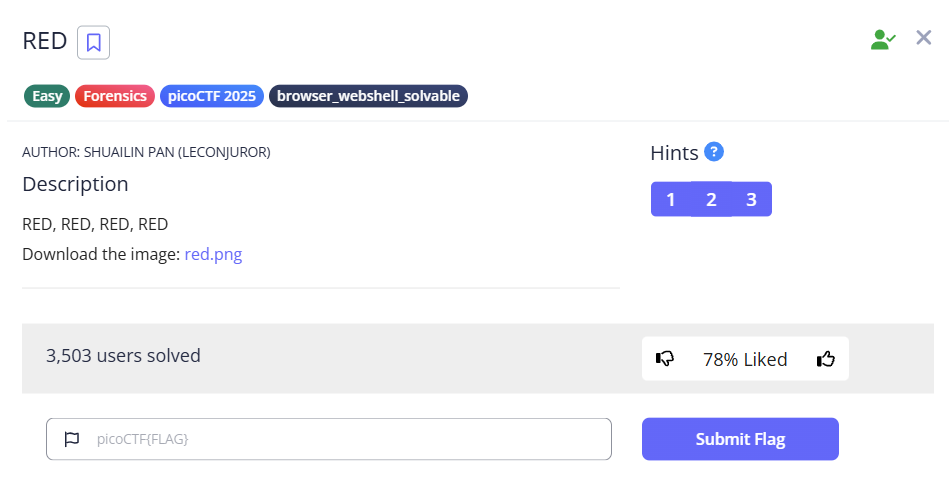 RED
Easy Forensics picoCTF 2025 browser_webshell_solvable
AUTHOR: SHUAILIN PAN (LECONJUROR)
Description
RED, RED, RED, RED
Download the image: red.png
Hints ?
1 2 3
3,503 users solved
78% Liked
picoCTF{FLAG}
Submit Flag